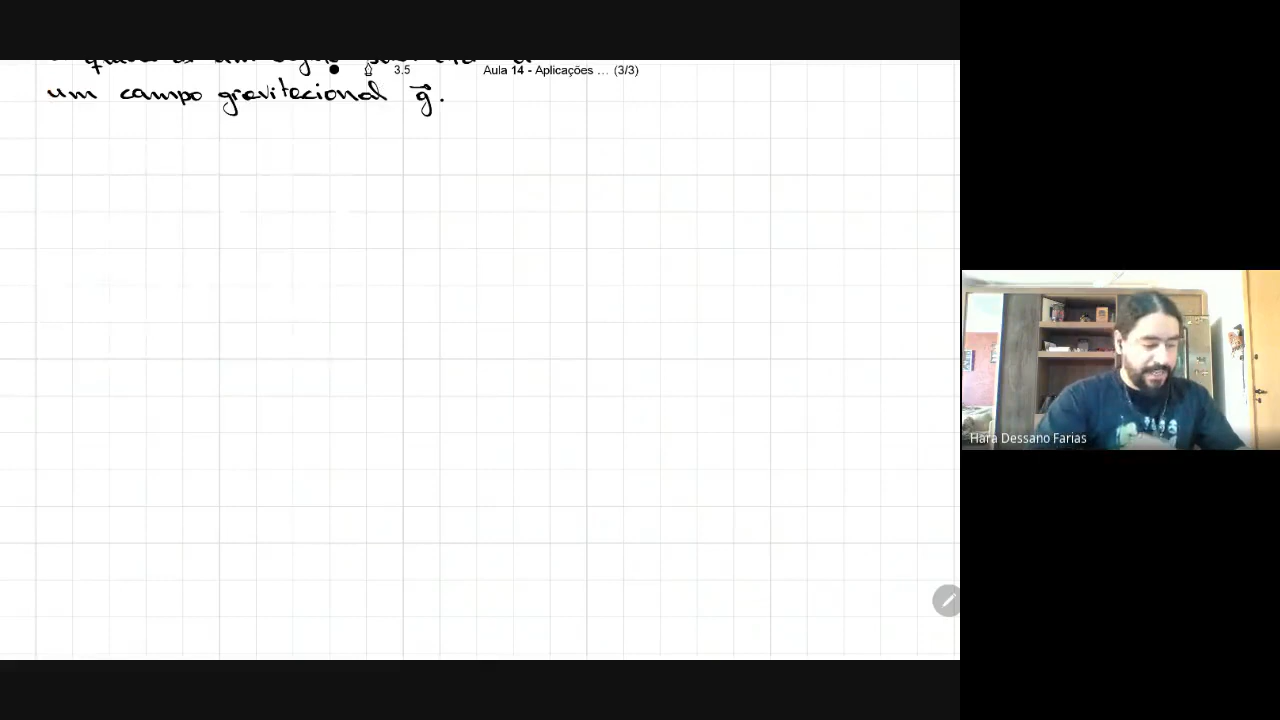 3.5
Aula 14 - Aplicações ... (3/3)
um campo gravitacional g⃗.
Hara Dessano Farias